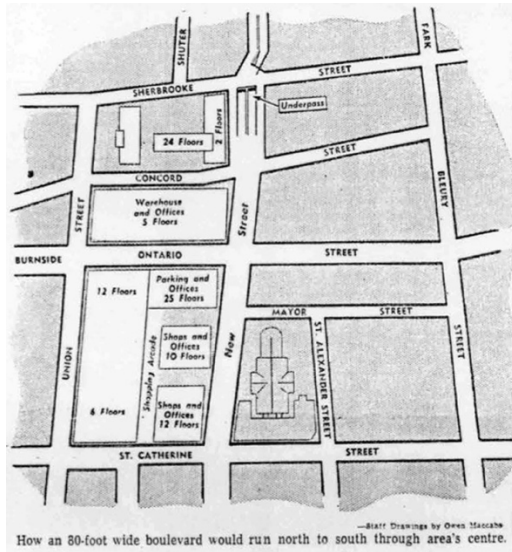 SHUTER
PARK
SHERBROOKE
STREET
Underpass
24 Floors
2 Floors
STREET
CONCORD
BLEURY
Warehouse
and Offices
5 Floors
STREET
Street
BURNSIDE
ONTARIO
STREET
12 Floors
Parking and
Offices
25 Floors
MAYOR
STREET
Shops and
Offices
10 Floors
New
ST. ALEXANDER STREET
STREET
UNION
Shopping Arcade
6 Floors
Shops and
Offices
12 Floors
ST. CATHERINE
STREET
—Staff Drawings by Owen Maccabe
How an 80-foot wide boulevard would run north to south through area's centre.